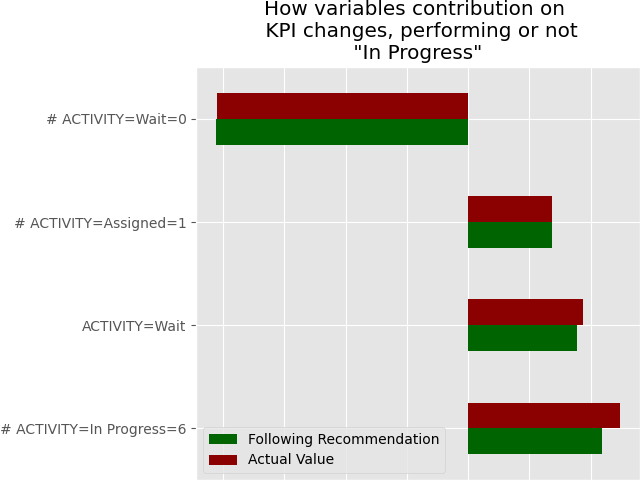 How variables contribution on
KPI changes, performing or not
"In Progress"
# ACTIVITY=Wait=0
# ACTIVITY=Assigned=1
ACTIVITY=Wait
# ACTIVITY=In Progress=6
Following Recommendation
Actual Value